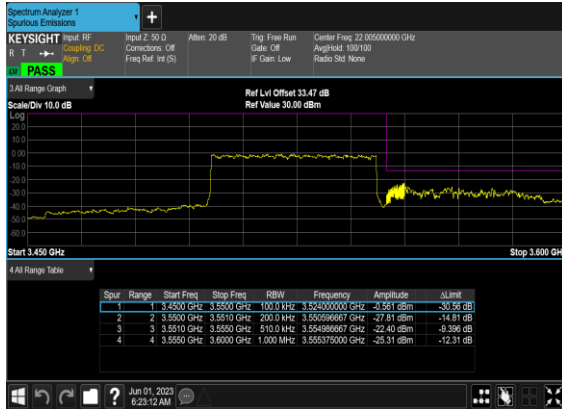 Spectrum Analyzer 1
Spurious Emissions
+
KEYSIGHT Input: RF
R T Coupling: DC
Align: Off
Input Z: 50 Ω
Corrections: Off
Freq Ref: Int (S)
Atten: 20 dB
Trig: Free Run
Gate: Off
IF Gain: Low
Center Freq: 22.005000000 GHz
Avg|Hold: 100/100
Radio Std: None
PASS
3 All Range Graph
Scale/Div 10.0 dB
Ref Lvl Offset 33.47 dB
Ref Value 30.00 dBm
Log
20.0
10.0
0.00
-10.0
-20.0
-30.0
-40.0
-50.0
-60.0
Start 3.450 GHz
Stop 3.600 GH
4 All Range Table
Spur Range Start Freq Stop Freq RBW Frequency Amplitude ΔLimit
1 1 3.4500 GHz 3.5500 GHz 100.0 kHz 3.524000000 GHz -0.561 dBm -30.56 dB
2 2 3.5500 GHz 3.5510 GHz 200.0 kHz 3.550596667 GHz -27.81 dBm -14.81 dB
3 3 3.5510 GHz 3.5550 GHz 510.0 kHz 3.554986667 GHz -22.40 dBm -9.396 dB
4 4 3.5550 GHz 3.6000 GHz 1.000 MHz 3.555375000 GHz -25.31 dBm -12.31 dB
?
Jun 01, 2023
6:23:12 AM